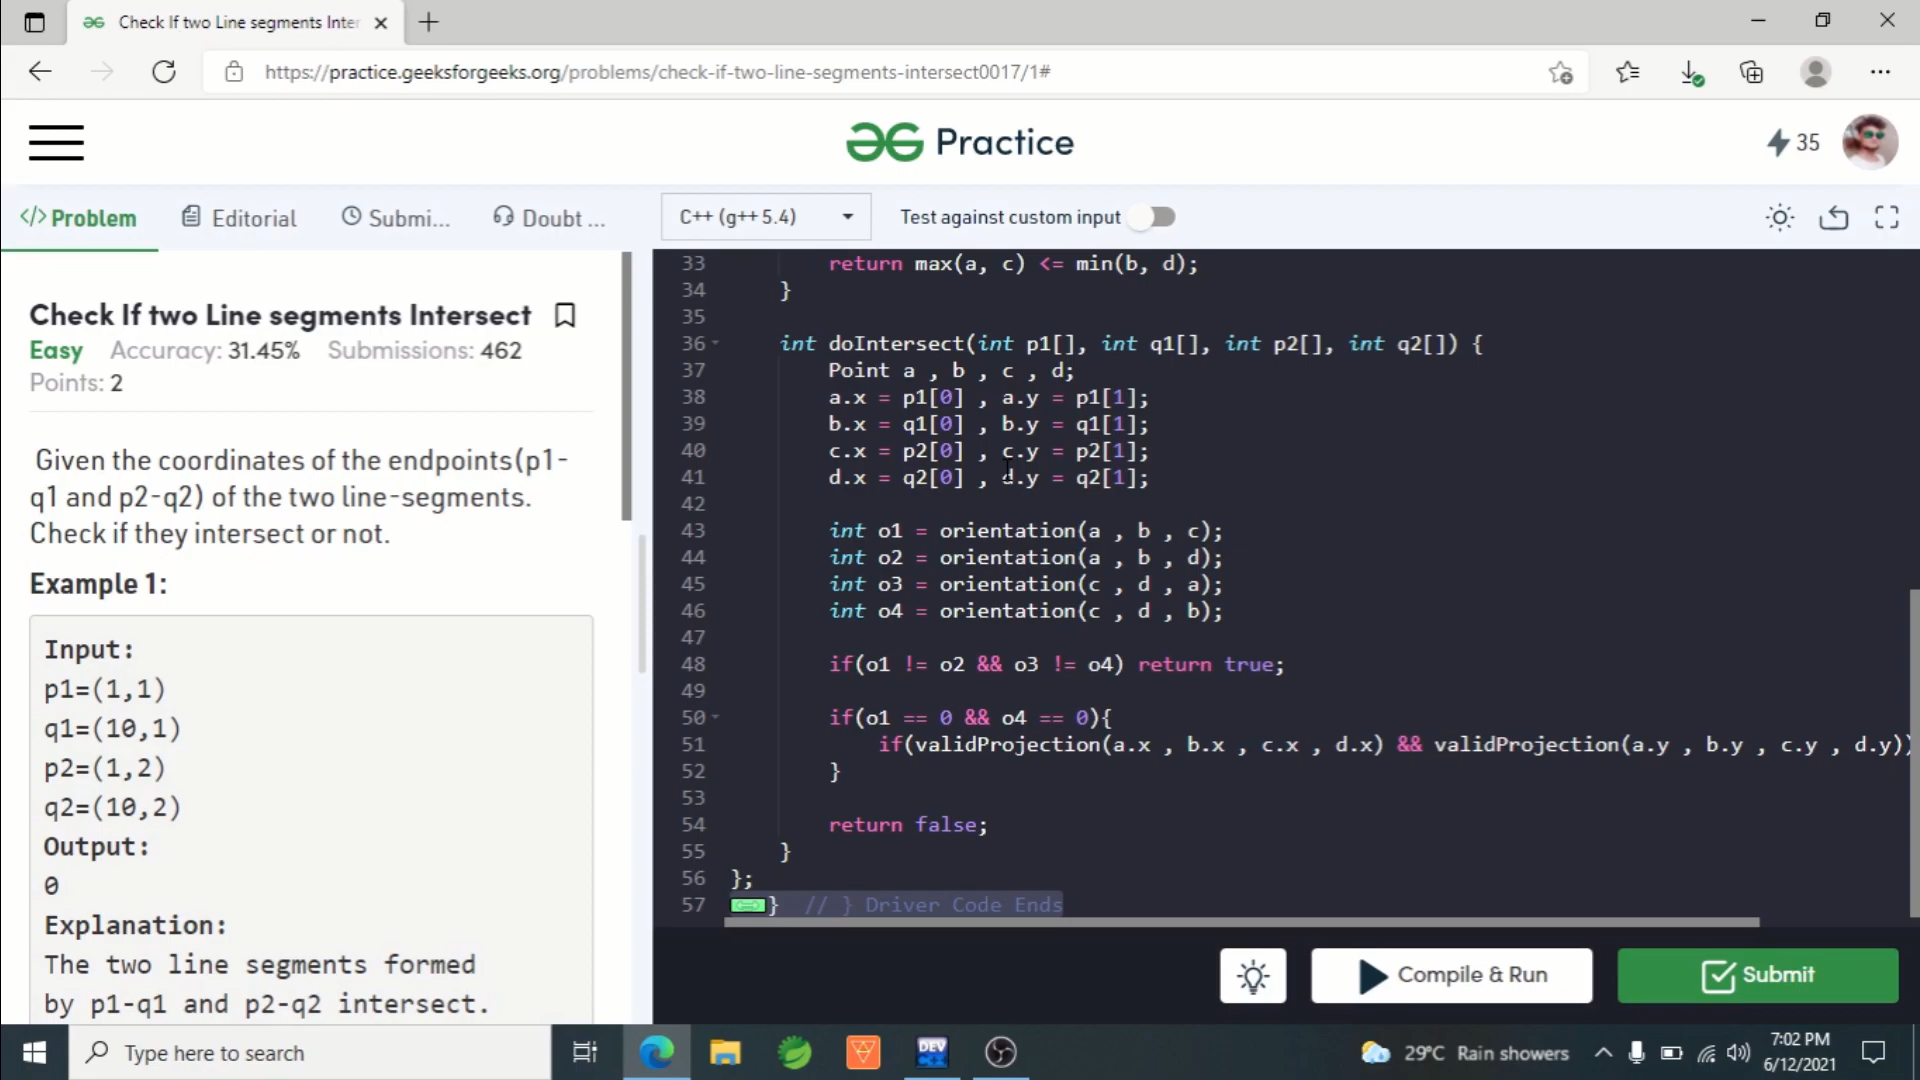 Check If two Line segments Inter
https://practice.geeksforgeeks.org/problems/check-if-two-line-segments-intersect0017/1#
Practice
35
</> Problem
Editorial
Submi...
Doubt ...
C++ (g++ 5.4)
Test against custom input
Check If two Line segments Intersect
Easy Accuracy: 31.45% Submissions: 462
Points: 2
Given the coordinates of the endpoints(p1-
q1 and p2-q2) of the two line-segments.
Check if they intersect or not.
Example 1:
Input:
p1=(1,1)
q1=(10,1)
p2=(1,2)
q2=(10,2)
Output:
0
Explanation:
The two line segments formed
by p1-q1 and p2-q2 intersect.
33 return max(a, c) <= min(b, d);
34 }
35
36 int doIntersect(int p1[], int q1[], int p2[], int q2[]) {
37 Point a , b , c , d;
38 a.x = p1[0] , a.y = p1[1];
39 b.x = q1[0] , b.y = q1[1];
40 c.x = p2[0] , c.y = p2[1];
41 d.x = q2[0] , d.y = q2[1];
42
43 int o1 = orientation(a , b , c);
44 int o2 = orientation(a , b , d);
45 int o3 = orientation(c , d , a);
46 int o4 = orientation(c , d , b);
47
48 if(o1 != o2 && o3 != o4) return true;
49
50 if(o1 == 0 && o4 == 0){
51 if(validProjection(a.x , b.x , c.x , d.x) && validProjection(a.y , b.y , c.y , d.y))
52 }
53
54 return false;
55 }
56 };
57 } // } Driver Code Ends
Compile & Run
Submit
Type here to search
DEV
29°C Rain showers
7:02 PM
6/12/2021